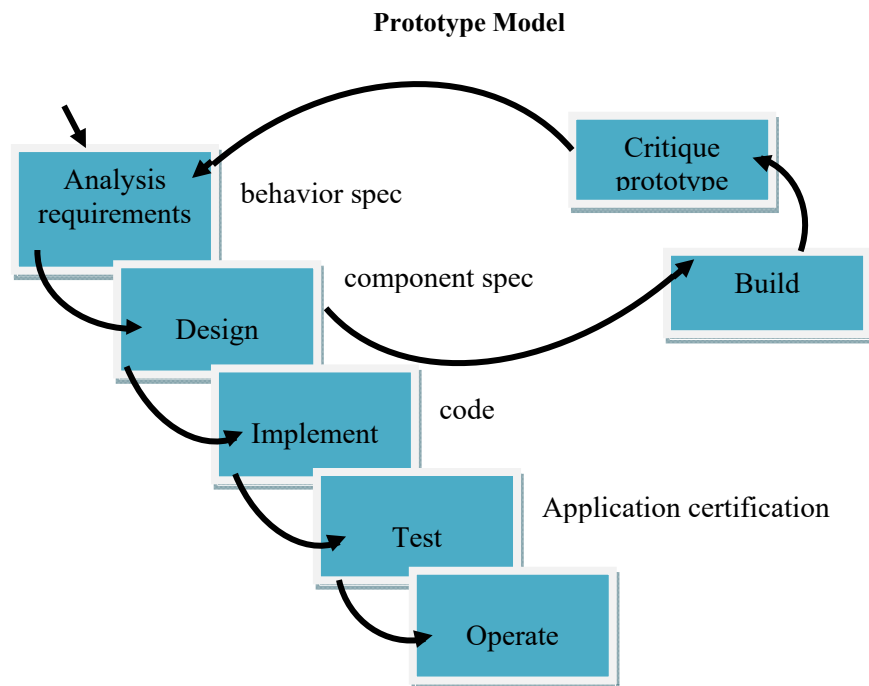 Prototype Model
Critique
prototype
Analysis
requirements
behavior spec
component spec
Build
Design
code
Implement
Application certification
Test
Operate